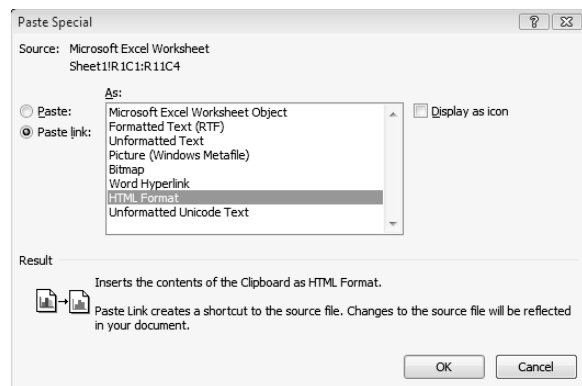 Paste Special
Source: Microsoft Excel Worksheet
Sheet1!R1C1:R11C4
As:
Paste:
Paste link:
Microsoft Excel Worksheet Object
Formatted Text (RTF)
Unformatted Text
Picture (Windows Metafile)
Bitmap
Word Hyperlink
HTML Format
Unformatted Unicode Text
Display as icon
Result
Inserts the contents of the Clipboard as HTML Format.
Paste Link creates a shortcut to the source file. Changes to the source file will be reflected
in your document.
OK
Cancel